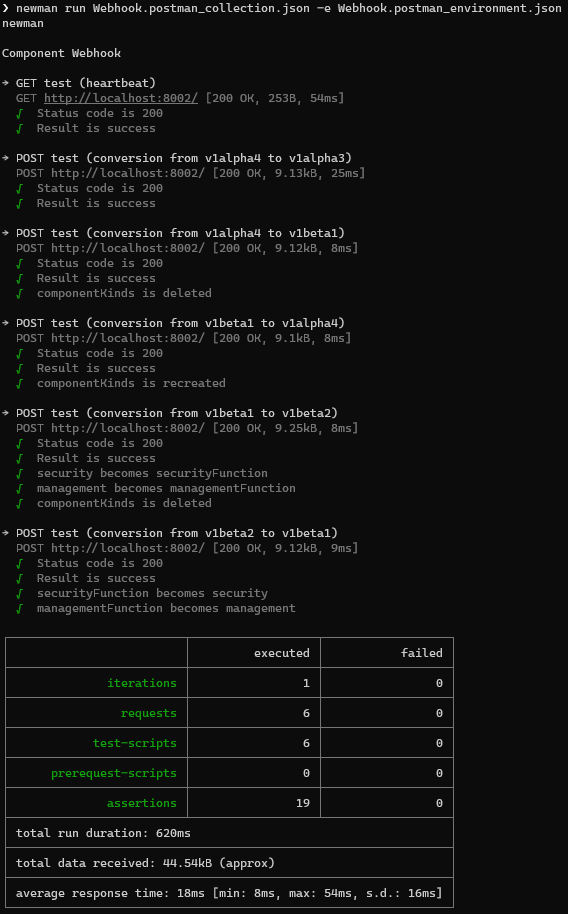 ❯ newman run Webhook.postman_collection.json -e Webhook.postman_environment.json
newman

Component Webhook

→ GET test (heartbeat)
  GET http://localhost:8002/ [200 OK, 253B, 54ms]
  √  Status code is 200
  √  Result is success

→ POST test (conversion from v1alpha4 to v1alpha3)
  POST http://localhost:8002/ [200 OK, 9.13kB, 25ms]
  √  Status code is 200
  √  Result is success

→ POST test (conversion from v1alpha4 to v1beta1)
  POST http://localhost:8002/ [200 OK, 9.12kB, 8ms]
  √  Status code is 200
  √  Result is success
  √  componentKinds is deleted

→ POST test (conversion from v1beta1 to v1alpha4)
  POST http://localhost:8002/ [200 OK, 9.1kB, 8ms]
  √  Status code is 200
  √  Result is success
  √  componentKinds is recreated

→ POST test (conversion from v1beta1 to v1beta2)
  POST http://localhost:8002/ [200 OK, 9.25kB, 8ms]
  √  Status code is 200
  √  Result is success
  √  security becomes securityFunction
  √  management becomes managementFunction
  √  componentKinds is deleted

→ POST test (conversion from v1beta2 to v1beta1)
  POST http://localhost:8002/ [200 OK, 9.12kB, 9ms]
  √  Status code is 200
  √  Result is success
  √  securityFunction becomes security
  √  managementFunction becomes management

executed failed
iterations 1 0
requests 6 0
test-scripts 6 0
prerequest-scripts 0 0
assertions 19 0
total run duration: 620ms
total data received: 44.54kB (approx)
average response time: 18ms [min: 8ms, max: 54ms, s.d.: 16ms]